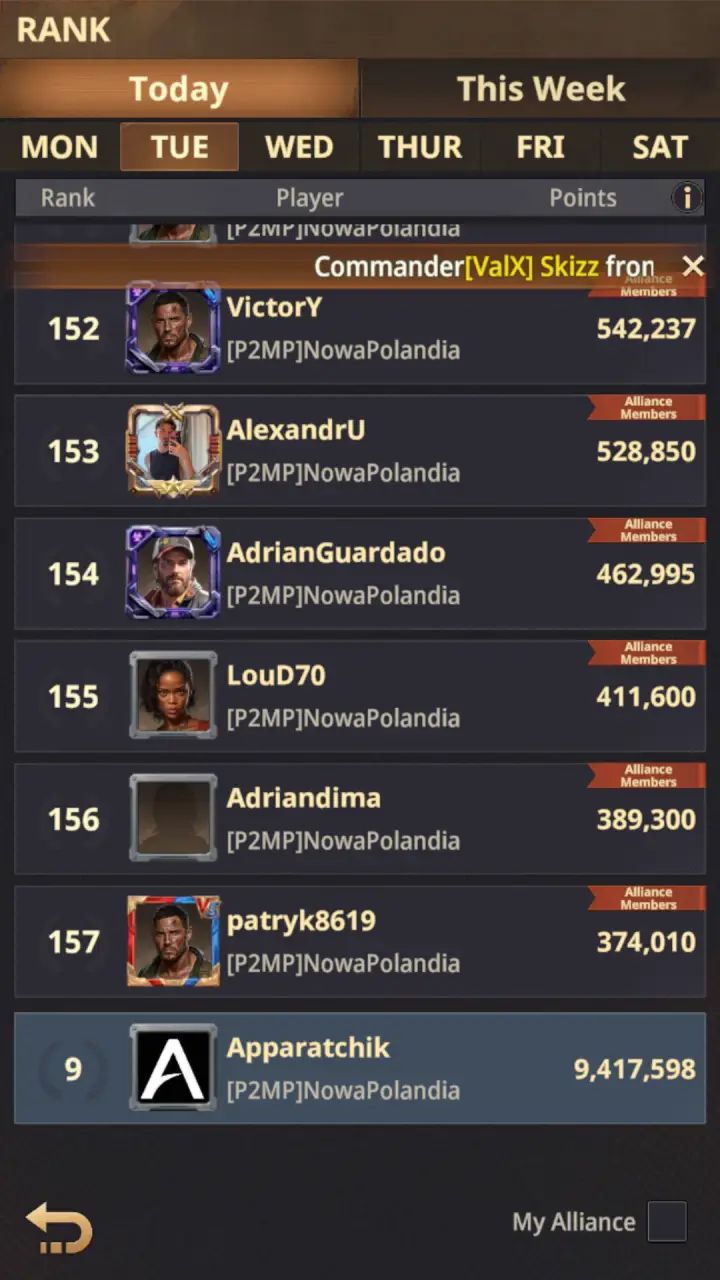 RANK
Today
This Week
MON
TUE
WED
THUR
FRI
SAT
Rank
Player
Points
[P2MP]NowaPolandia
Commander[ValX] Skizz fron
Alliance
Members
152
VictorY
[P2MP]NowaPolandia
542,237
Alliance
Members
153
AlexandrU
[P2MP]NowaPolandia
528,850
Alliance
Members
154
AdrianGuardado
[P2MP]NowaPolandia
462,995
Alliance
Members
155
LouD70
[P2MP]NowaPolandia
411,600
Alliance
Members
156
Adriandima
[P2MP]NowaPolandia
389,300
Alliance
Members
157
patryk8619
[P2MP]NowaPolandia
374,010
9
Apparatchik
[P2MP]NowaPolandia
9,417,598
My Alliance